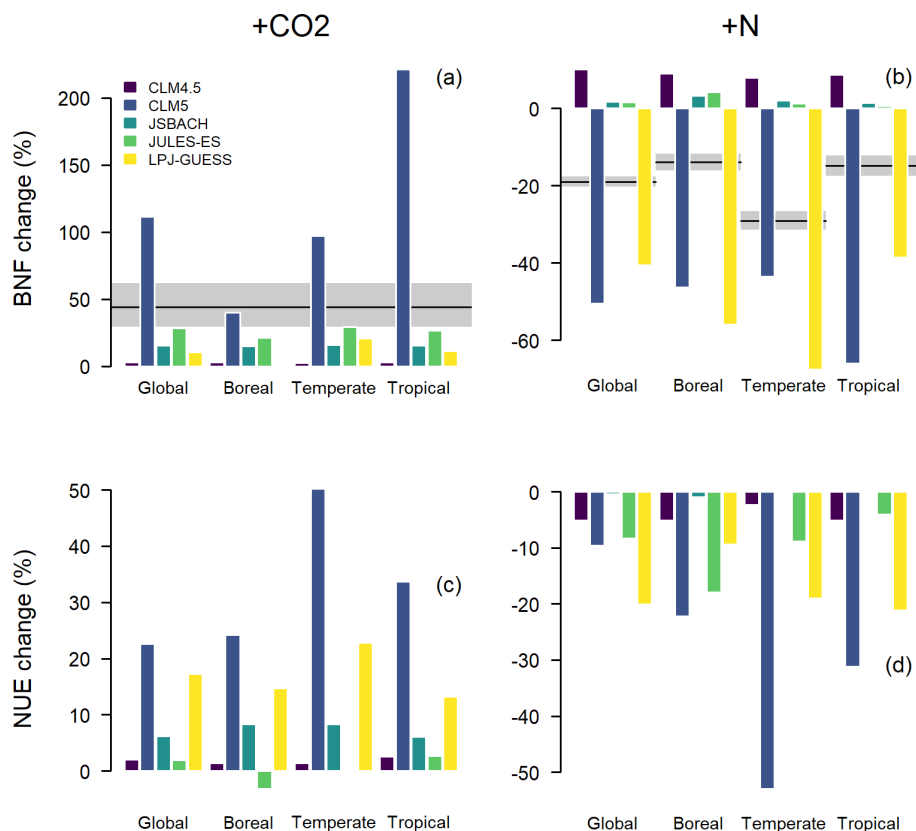 +CO2
+N
BNF change (%)
200
150
100
50
0
(a)
CLM4.5
CLM5
JSBACH
JULES-ES
LPJ-GUESS
Global
Boreal
Temperate
Tropical
0
-20
-40
-60
(b)
Global
Boreal
Temperate
Tropical
NUE change (%)
50
40
30
20
10
0
(c)
Global
Boreal
Temperate
Tropical
0
-10
-20
-30
-40
-50
(d)
Global
Boreal
Temperate
Tropical